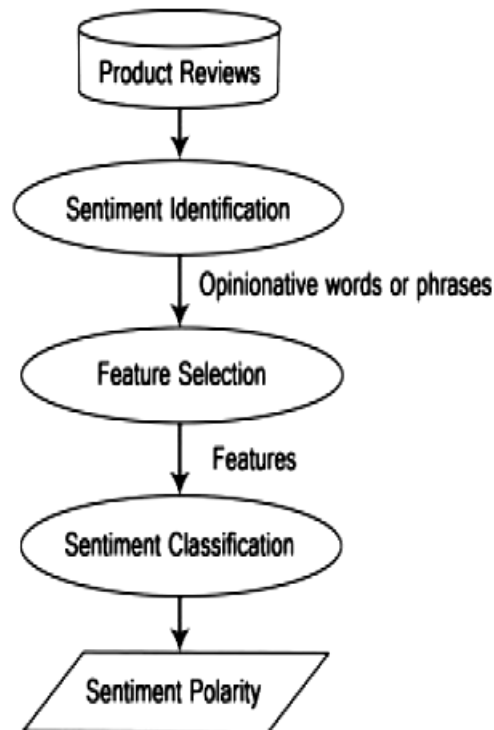 Product Reviews
Sentiment Identification
Opinionative words or phrases
Feature Selection
Features
Sentiment Classification
Sentiment Polarity